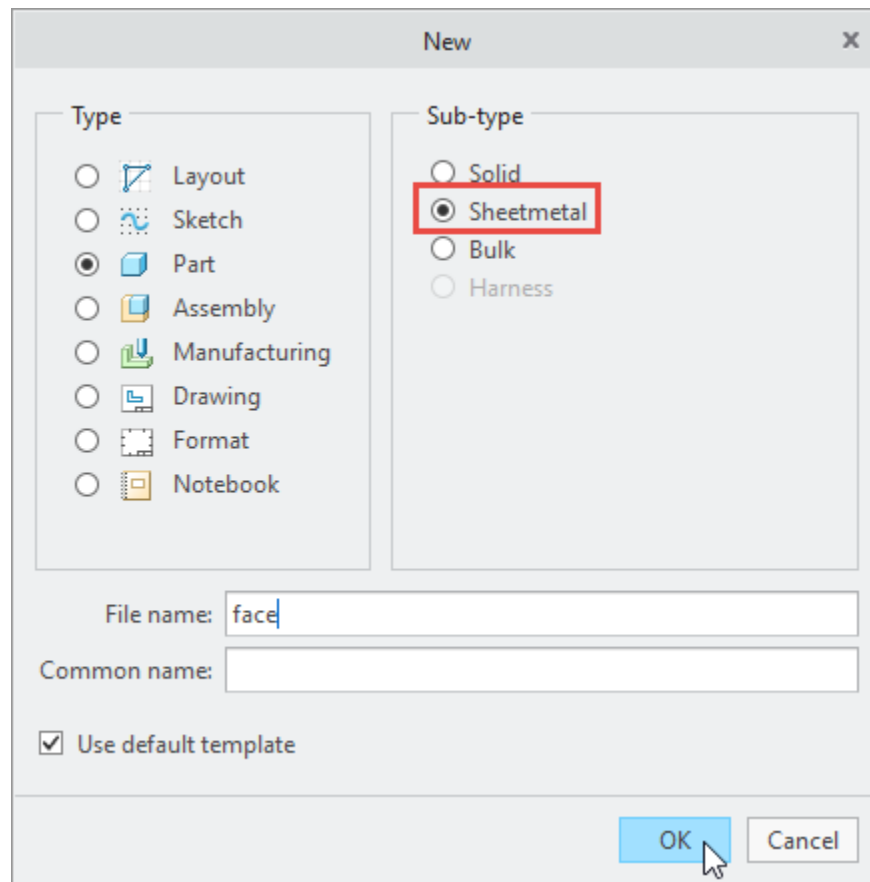 New
Type
Layout
Sketch
Part
Assembly
Manufacturing
Drawing
Format
Notebook
Sub-type
Solid
Sheetmetal
Bulk
Harness
File name: face
Common name:
Use default template
OK Cancel